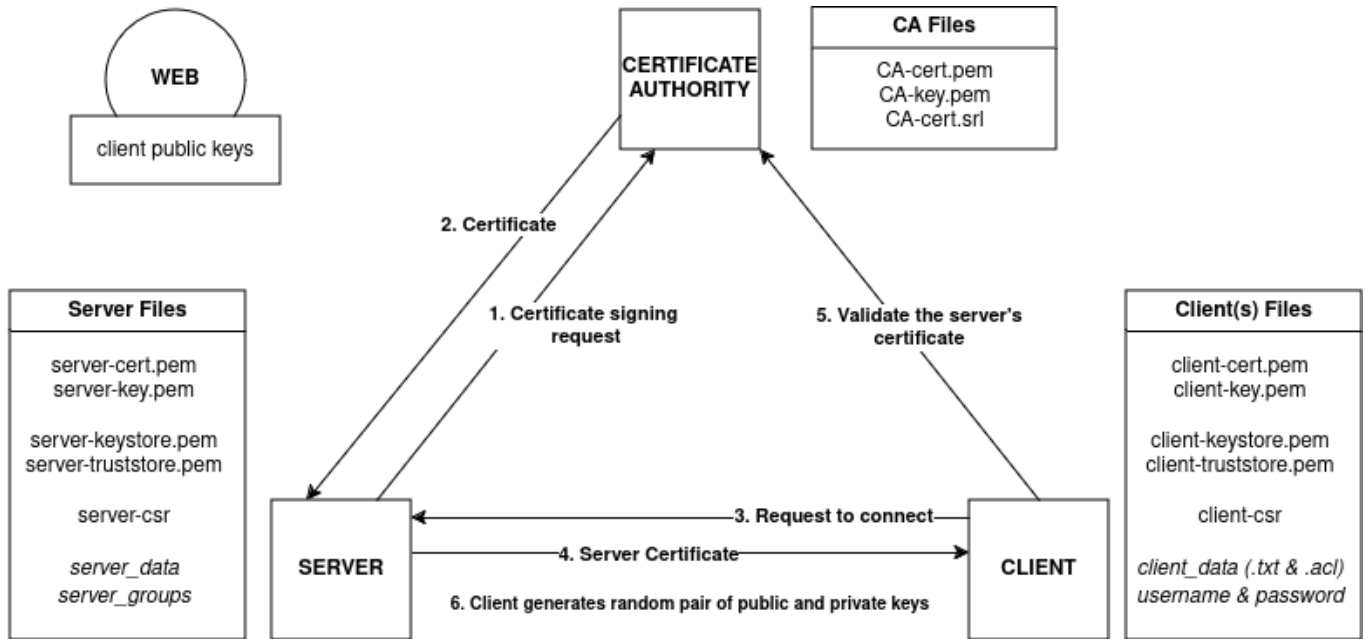 WEB
client public keys
CERTIFICATE
AUTHORITY
CA Files
CA-cert.pem
CA-key.pem
CA-cert.srl
2. Certificate
1. Certificate signing
request
5. Validate the server's
certificate
Server Files
server-cert.pem
server-key.pem
server-keystore.pem
server-truststore.pem
server-csr
server_data
server_groups
SERVER
3. Request to connect
4. Server Certificate
6. Client generates random pair of public and private keys
CLIENT
Client(s) Files
client-cert.pem
client-key.pem
client-keystore.pem
client-truststore.pem
client-csr
client_data (.txt & .acl)
username & password